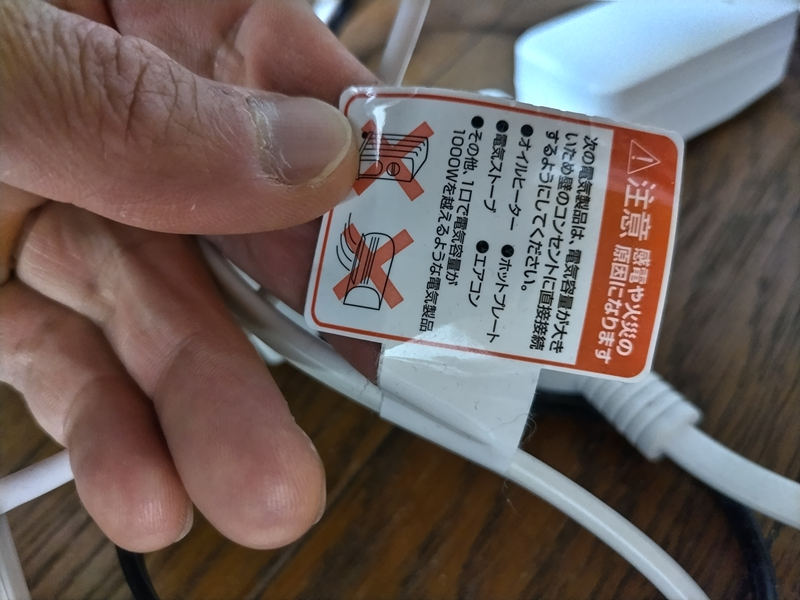 注意 感電や火災の
原因になります
次の電気製品は、電気容量が大き
いため壁のコンセントに直接接続
するようにしてください。
●オイルヒーター ●ホットプレート
●電気ストーブ ●エアコン
●その他、1口で電気容量が
1000Wを越えるような電気製品